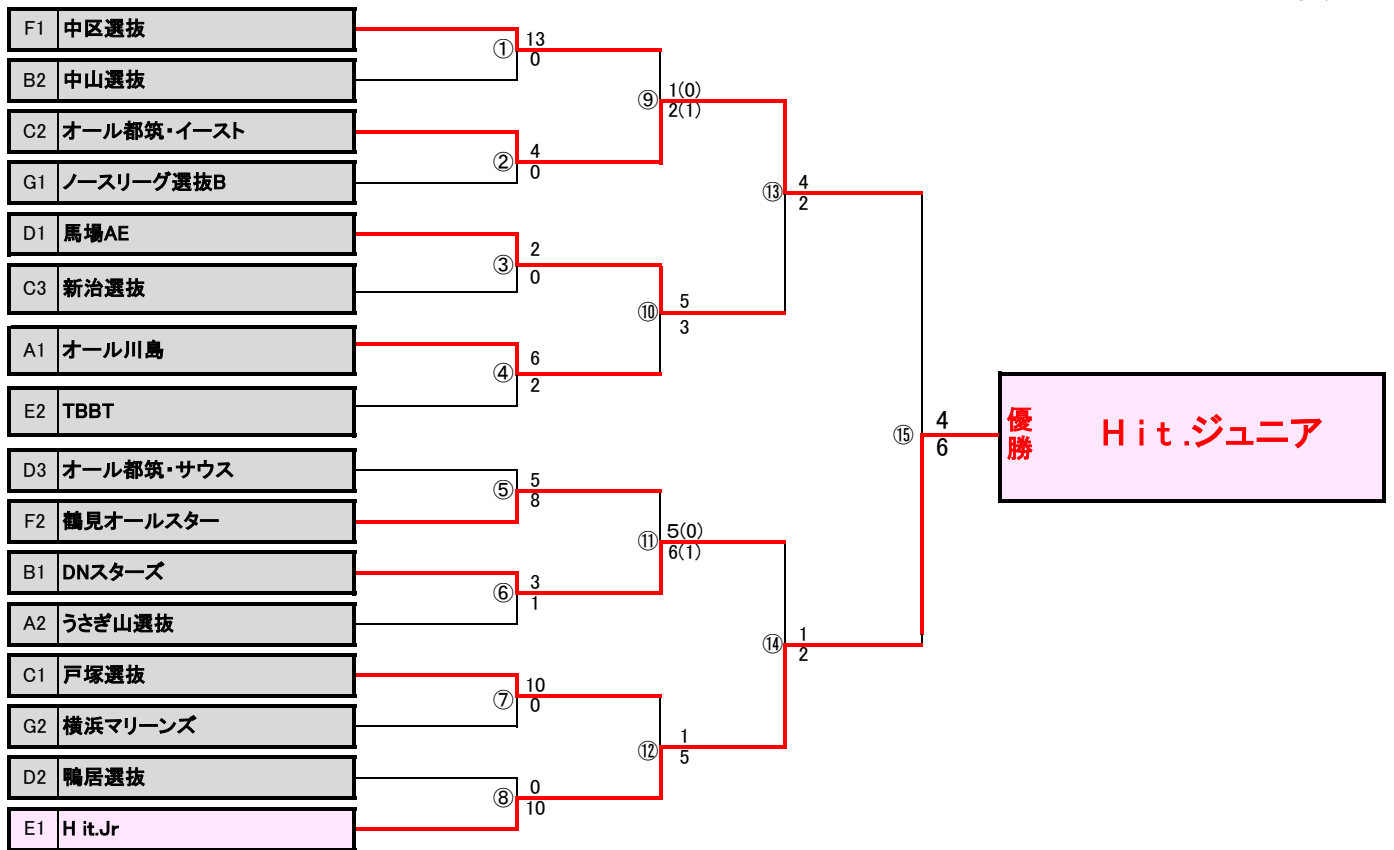 F1 中区選抜
① 13
0
B2 中山選抜
⑨ 1(0)
2(1)
C2 オール都筑・イースト
② 4
0
G1 ノースリーグ選抜B
⑬ 4
2
D1 馬場AE
③ 2
0
C3 新治選抜
⑩ 5
3
A1 オール川島
④ 6
2
E2 TBBT
⑮ 4
6
優勝 Hit.ジュニア
D3 オール都筑・サウス
⑤ 5
8
F2 鶴見オールスター
⑪ 5(0)
6(1)
B1 DNスターズ
⑥ 3
1
A2 うさぎ山選抜
⑭ 1
2
C1 戸塚選抜
⑦ 10
0
G2 横浜マリーンズ
⑫ 1
5
D2 鴨居選抜
⑧ 0
10
E1 H it.Jr